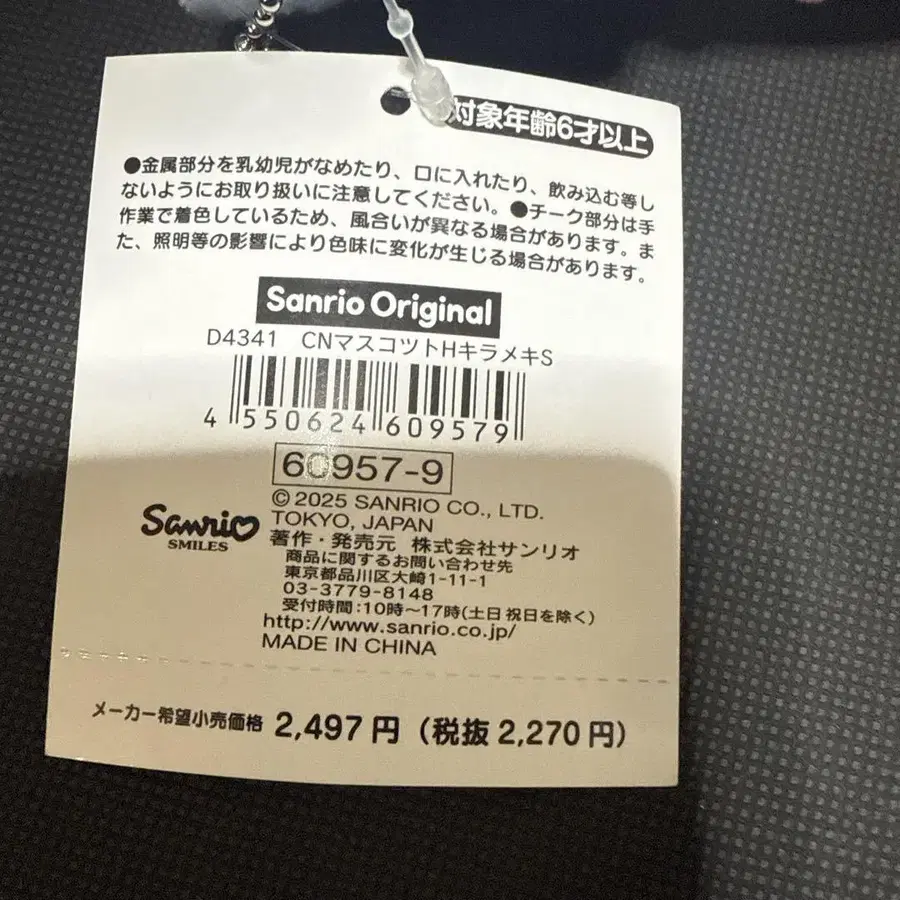 対象年齢6才以上
●金属部分を乳幼児がなめたり、口に入れたり、飲み込む等し
ないようにお取り扱いに注意してください。●チーク部分は手
作業で着色しているため、風合いが異なる場合があります。ま
た、照明等の影響により色味に変化が生じる場合があります。
Sanrio Original
D4341 CNマスコツトHキラメキS
4 550624 609579
60957-9
© 2025 SANRIO CO., LTD.
TOKYO, JAPAN
Sanrio
SMILES
著作・発売元 株式会社サンリオ
商品に関するお問い合わせ先
東京都品川区大崎1-11-1
03-3779-8148
受付時間:10時~17時(土日祝日を除く)
http://www.sanrio.co.jp/
MADE IN CHINA
メーカー希望小売価格 2,497円(税抜2,270円)